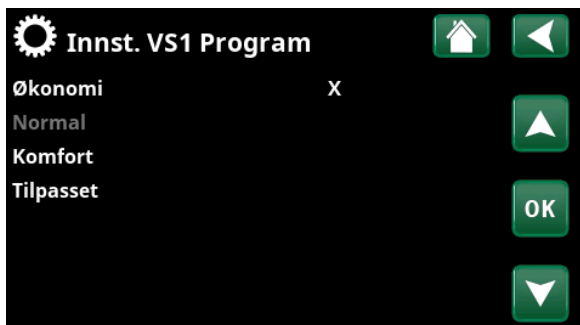 Innst. VS1 Program
Økonomi X
Normal
Komfort
Tilpasset
OK